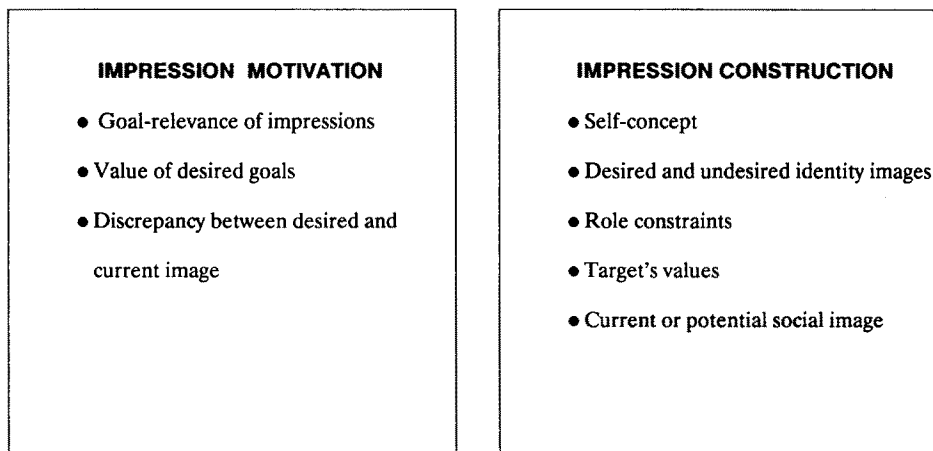 IMPRESSION MOTIVATION
● Goal-relevance of impressions
● Value of desired goals
● Discrepancy between desired and
current image
IMPRESSION CONSTRUCTION
● Self-concept
● Desired and undesired identity images
● Role constraints
● Target's values
● Current or potential social image